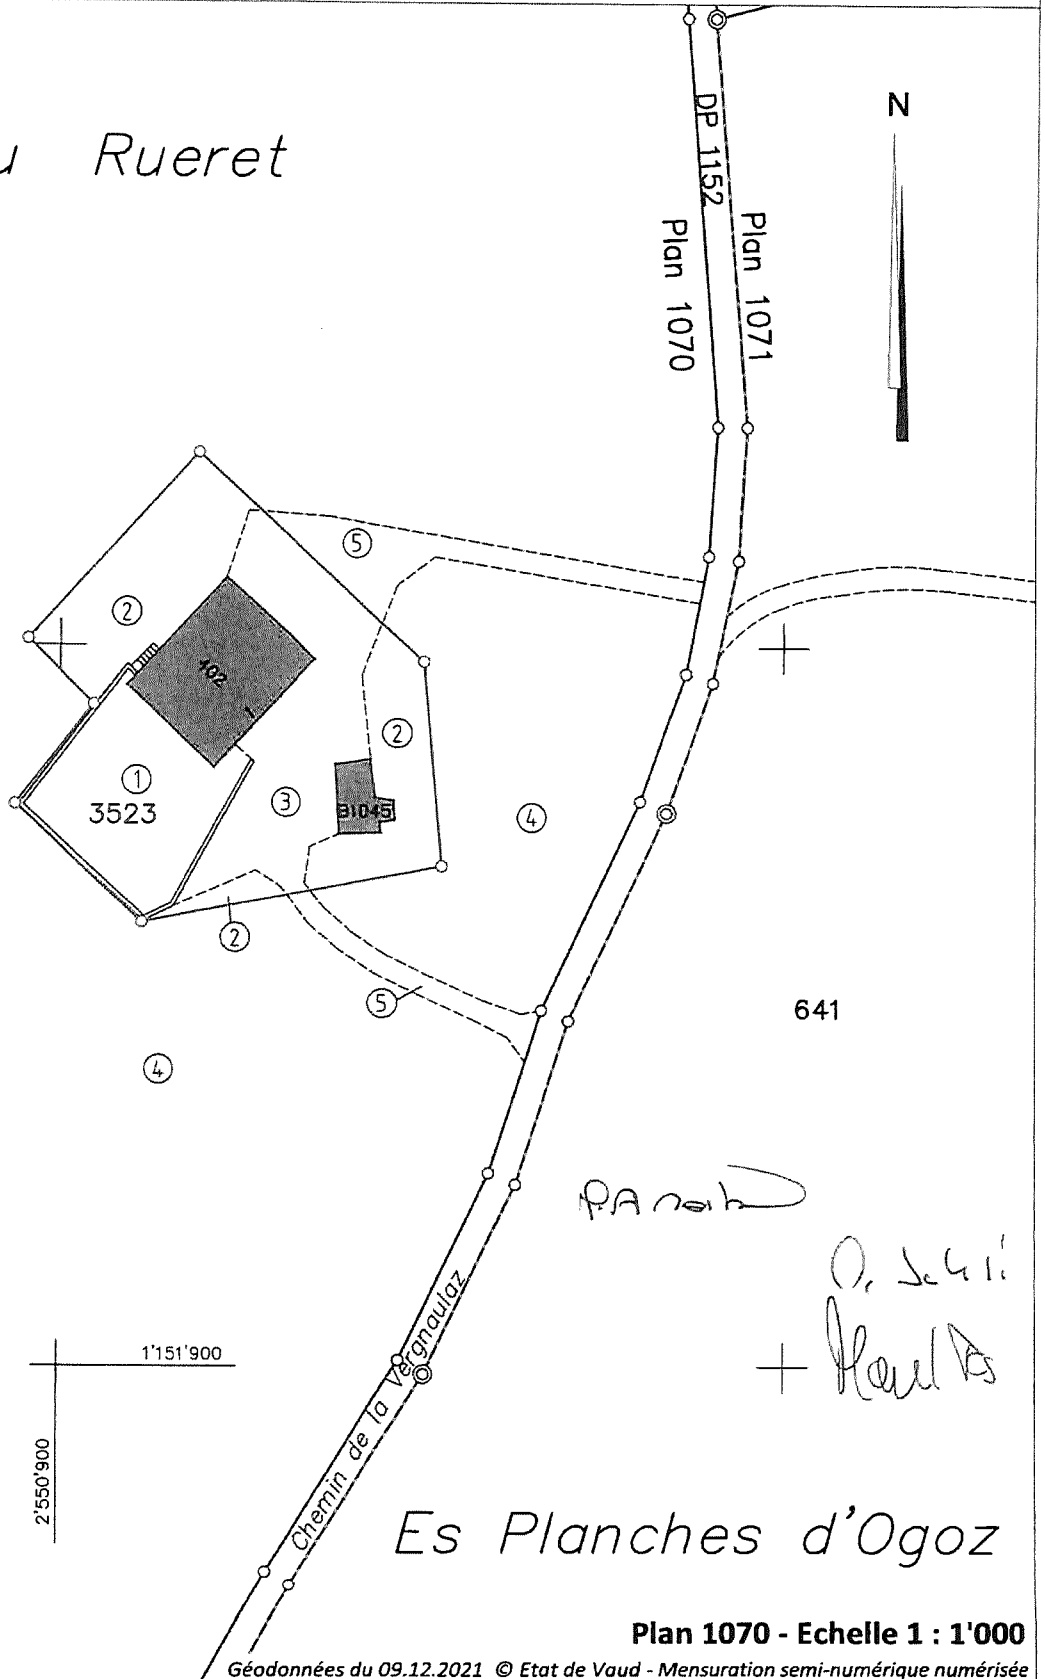 Rueret
N
DP 1152
Plan 1070
Plan 1071
5
2
402
1
2
1
3523
3
B1045
4
2
5
641
4
1'151'900
2'550'900
Chemin de la Vergnaulaz
Es Planches d'Ogoz
Plan 1070 - Echelle 1 : 1'000
Géodonnées du 09.12.2021 © Etat de Vaud - Mensuration semi-numérique numérisée